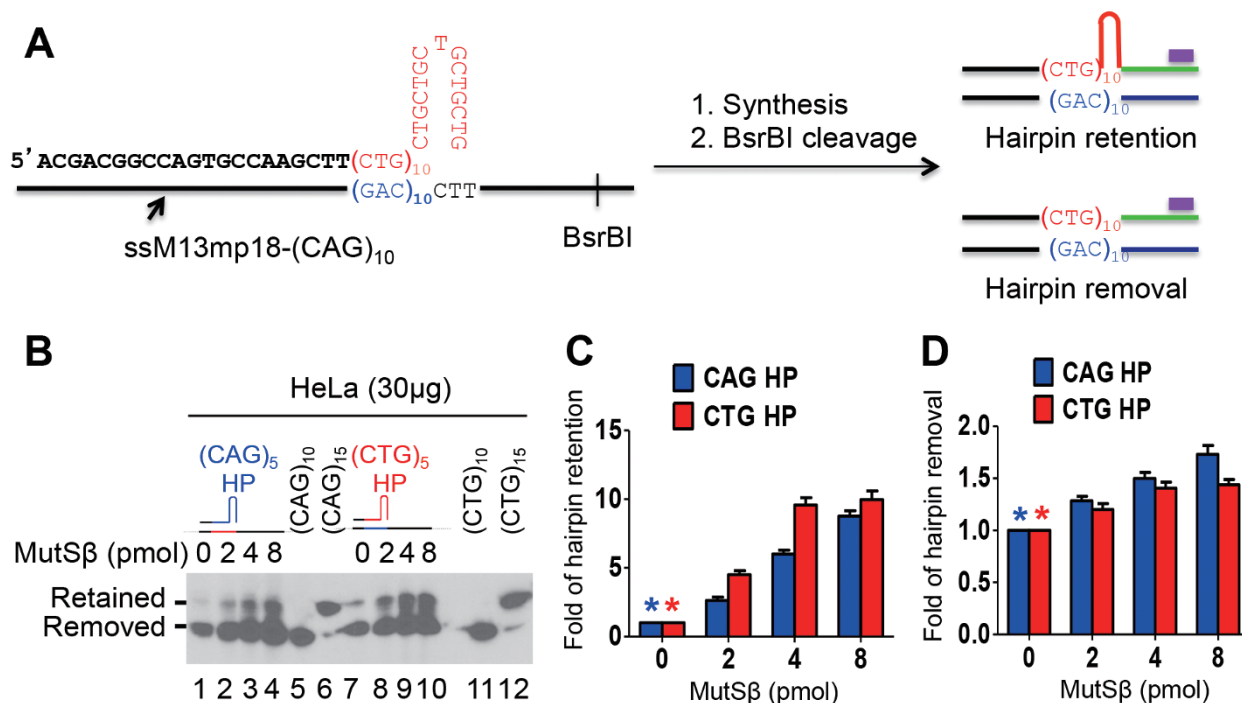 A
CTGCTGC
T
GCTGCTG
5' ACGACGGCCAGTGCCAAGCTT(CTG)10
(GAC)10CTT
ssM13mp18-(CAG)10
BsrBI
1. Synthesis
2. BsrBI cleavage
(CTG)10
(GAC)10
Hairpin retention
(CTG)10
(GAC)10
Hairpin removal
B
HeLa (30µg)
(CAG)5
HP
(CAG)10
(CAG)15
(CTG)5
HP
(CTG)10
(CTG)15
MutSβ (pmol) 0 2 4 8 0 2 4 8
Retained
Removed
1 2 3 4 5 6 7 8 9 10 11 12
C
CAG HP
CTG HP
Fold of hairpin retention
15
10
5
0
* *
0 2 4 8
MutSβ (pmol)
D
CAG HP
CTG HP
Fold of hairpin removal
2.0
1.5
1.0
0.5
0.0
* *
0 2 4 8
MutSβ (pmol)